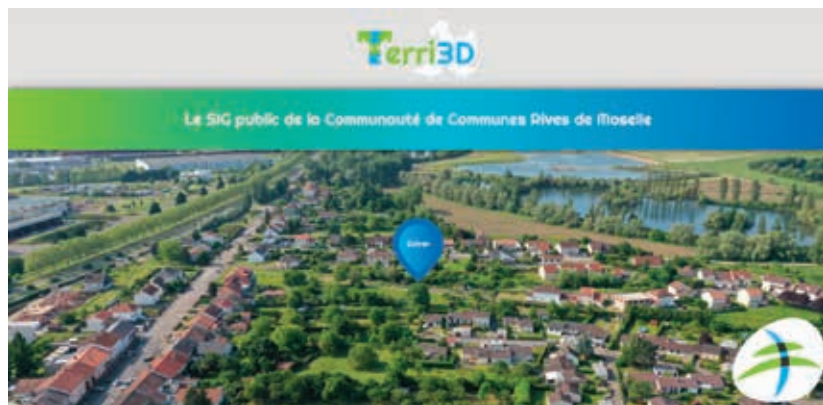 Terri3D
Le SIG public de la Communauté de Communes Rives de Moselle
Entrer